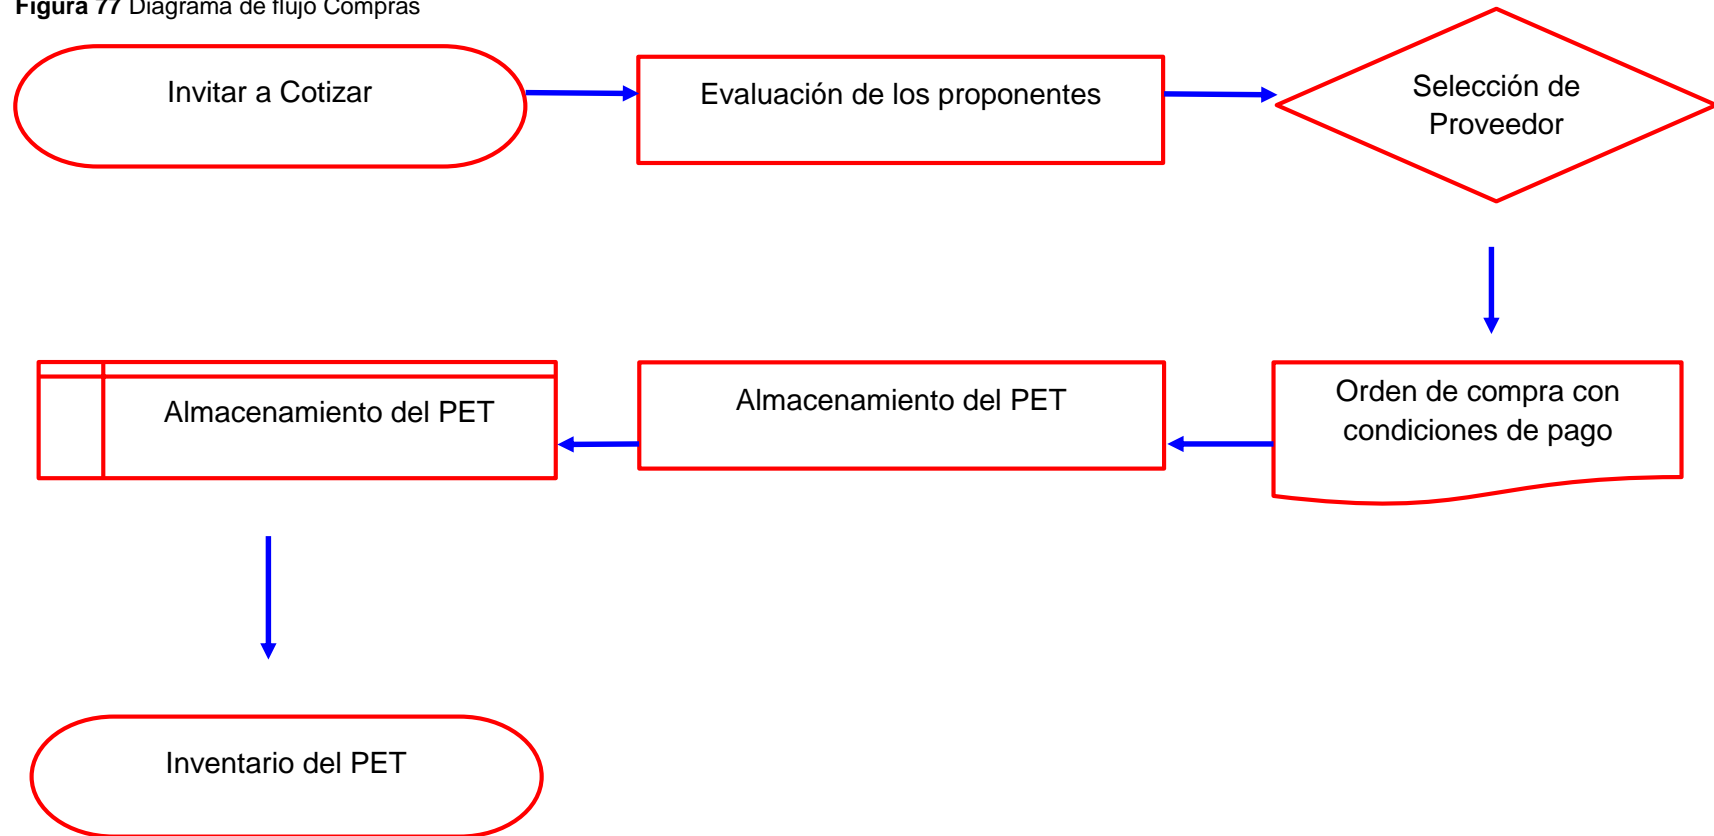 Figura 77 Diagrama de flujo Compras
Invitar a Cotizar
Evaluación de los proponentes
Selección de
Proveedor
Almacenamiento del PET
Almacenamiento del PET
Orden de compra con
condiciones de pago
Inventario del PET